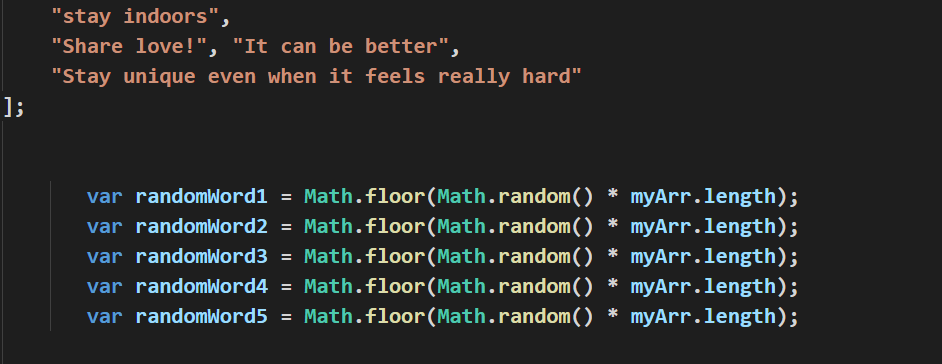 "stay indoors",
"Share love!", "It can be better",
"Stay unique even when it feels really hard"
];
var randomWord1 = Math.floor(Math.random() * myArr.length);
var randomWord2 = Math.floor(Math.random() * myArr.length);
var randomWord3 = Math.floor(Math.random() * myArr.length);
var randomWord4 = Math.floor(Math.random() * myArr.length);
var randomWord5 = Math.floor(Math.random() * myArr.length);